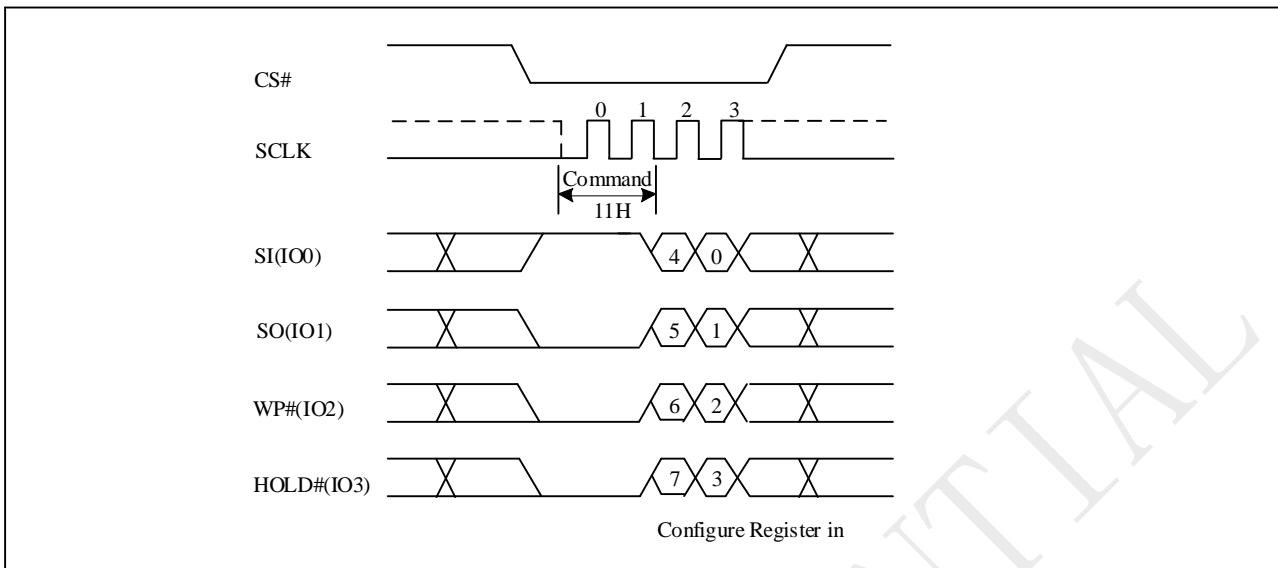 CS#
0 1 2 3
SCLK
Command
11H
SI(IO0)
4 0
SO(IO1)
5 1
WP#(IO2)
6 2
HOLD#(IO3)
7 3
Configure Register in
NTIAL